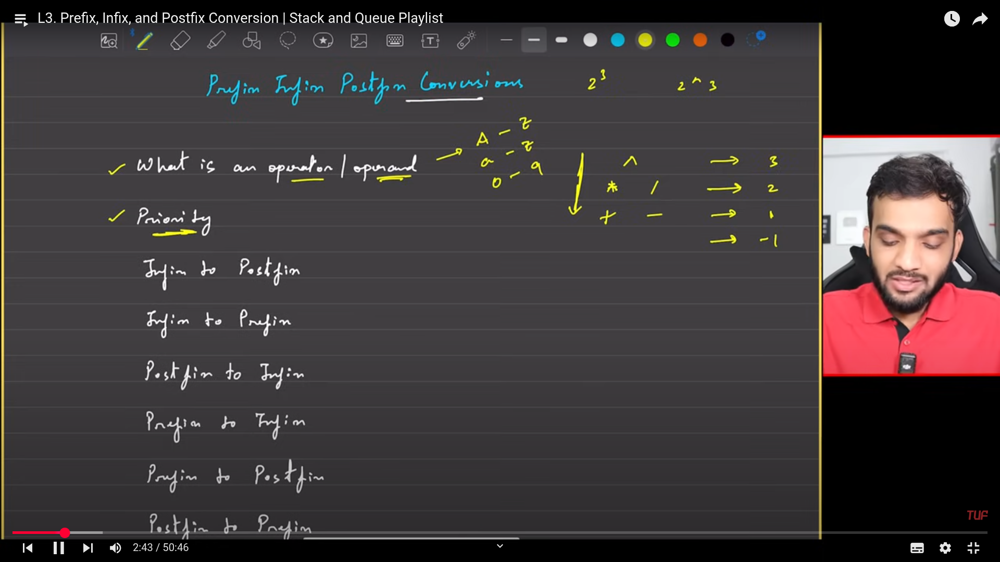 L3. Prefix, Infix, and Postfix Conversion | Stack and Queue Playlist
Prefix Infix Postfix Conversions 2³ 2 ^ 3
✓ What is an operator / operand → A - Z
a - z
0 - 9
^ → 3
* / → 2
+ - → 1
→ -1
✓ Priority
Infix to Postfix
Infix to Prefix
Postfix to Infix
Prefix to Infix
Prefix to Postfix
Postfix to Prefix
TUF
2:43 / 50:46